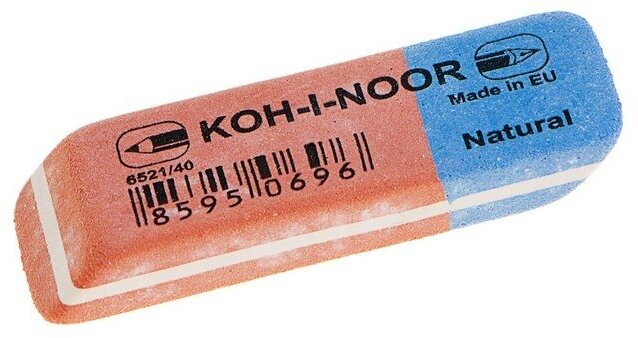 KOH-I-NOOR
Made in EU
6521/40
Natural
8595 0696